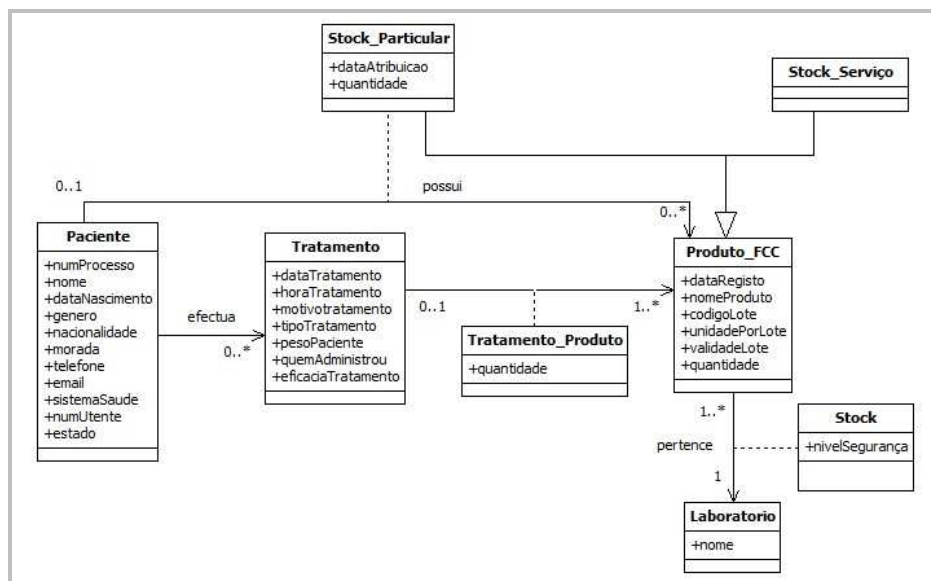 Stock_Particular
+dataAtribuicao
+quantidade
Stock_Serviço
0..1
possui
0..*
Paciente
+numProcesso
+nome
+dataNascimento
+genero
+nacionalidade
+morada
+telefone
+email
+sistemaSaude
+numUtente
+estado
efectua
0..*
Tratamento
+dataTratamento
+horaTratamento
+motivotratamento
+tipoTratamento
+pesoPaciente
+quemAdministrou
+eficaciaTratamento
0..1
1..*
Tratamento_Produto
+quantidade
Produto_FCC
+dataRegisto
+nomeProduto
+codigoLote
+unidadePorLote
+validadeLote
+quantidade
1..*
pertence
1
Stock
+nivelSegurança
Laboratorio
+nome